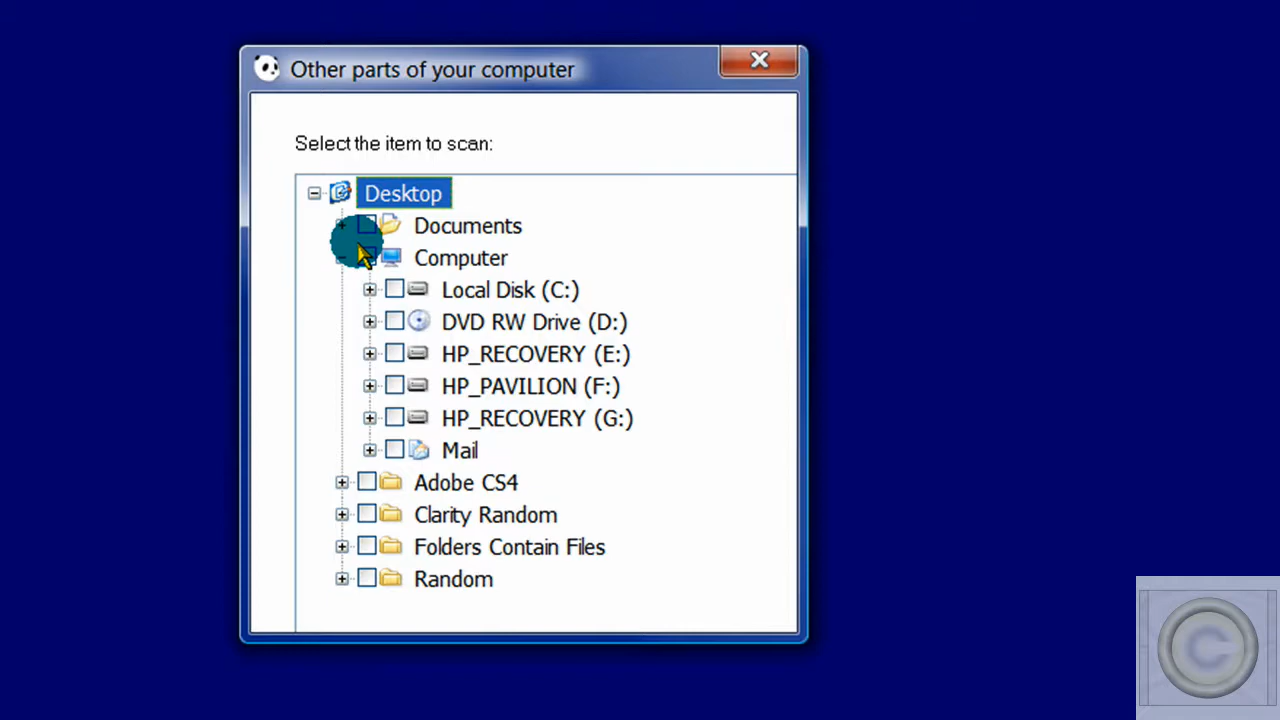 Other parts of your computer
Select the item to scan:
Desktop
Documents
Computer
Local Disk (C:)
DVD RW Drive (D:)
HP_RECOVERY (E:)
HP_PAVILION (F:)
HP_RECOVERY (G:)
Mail
Adobe CS4
Clarity Random
Folders Contain Files
Random